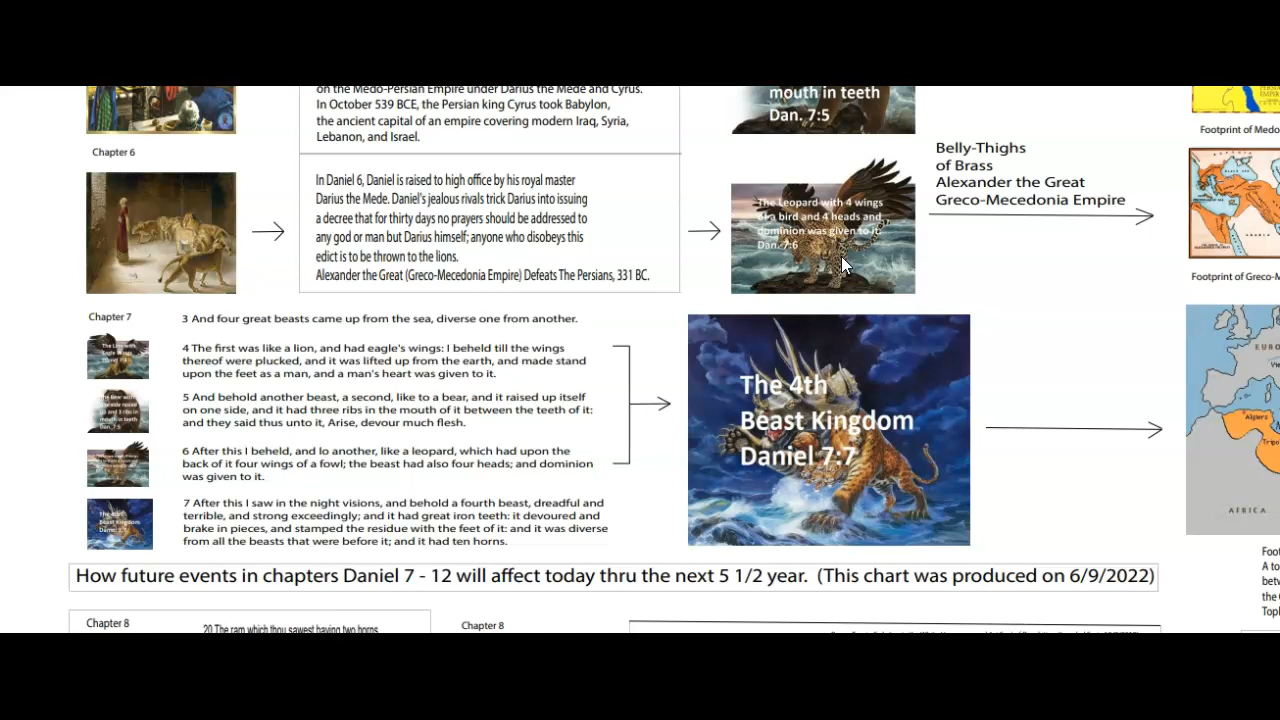 on the Medo-Persian Empire under Darius the Mede and Cyrus.
In October 539 BCE, the Persian king Cyrus took Babylon,
the ancient capital of an empire covering modern Iraq, Syria,
Lebanon, and Israel.
mouth in teeth
Dan. 7:5
Footprint of Medo
Chapter 6
In Daniel 6, Daniel is raised to high office by his royal master
Darius the Mede. Daniel's jealous rivals trick Darius into issuing
a decree that for thirty days no prayers should be addressed to
any god or man but Darius himself; anyone who disobeys this
edict is to be thrown to the lions.
Alexander the Great (Greco-Mecedonia Empire) Defeats The Persians, 331 BC.
The Leopard with 4 wings
of a bird and 4 heads and
dominion was given to it.
Dan. 7:6
Belly-Thighs
of Brass
Alexander the Great
Greco-Mecedonia Empire
Footprint of Greco-M
Chapter 7
3 And four great beasts came up from the sea, diverse one from another.
4 The first was like a lion, and had eagle's wings: I beheld till the wings
thereof were plucked, and it was lifted up from the earth, and made stand
upon the feet as a man, and a man's heart was given to it.
5 And behold another beast, a second, like to a bear, and it raised up itself
on one side, and it had three ribs in the mouth of it between the teeth of it:
and they said thus unto it, Arise, devour much flesh.
6 After this I beheld, and lo another, like a leopard, which had upon the
back of it four wings of a fowl; the beast had also four heads; and dominion
was given to it.
7 After this I saw in the night visions, and behold a fourth beast, dreadful and
terrible, and strong exceedingly; and it had great iron teeth: it devoured and
brake in pieces, and stamped the residue with the feet of it: and it was diverse
from all the beasts that were before it; and it had ten horns.
The 4th
Beast Kingdom
Daniel 7:7
The 4th
Beast Kingdom
EURO
Algiers
Tripo
AFRICA
How future events in chapters Daniel 7 - 12 will affect today thru the next 5 1/2 year. (This chart was produced on 6/9/2022)
Foot
A to
betw
the
Topl
Chapter 8
20 The ram which thou sawest having two horns
Chapter 8